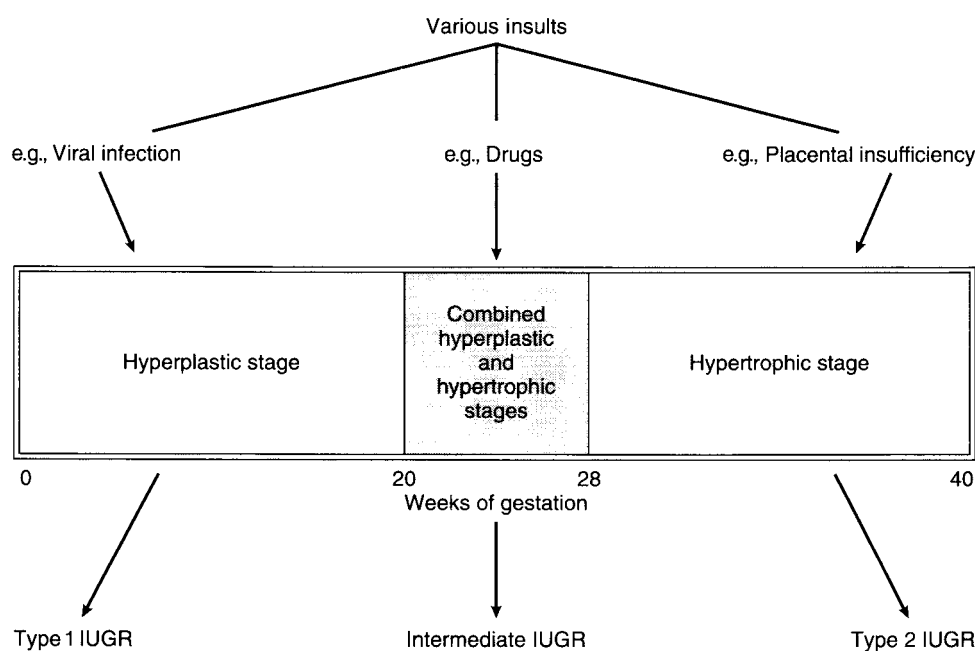 Various insults
e.g., Viral infection
e.g., Drugs
e.g., Placental insufficiency
Hyperplastic stage
Combined
hyperplastic
and
hypertrophic
stages
Hypertrophic stage
0
20
28
40
Weeks of gestation
Type 1 IUGR
Intermediate IUGR
Type 2 IUGR